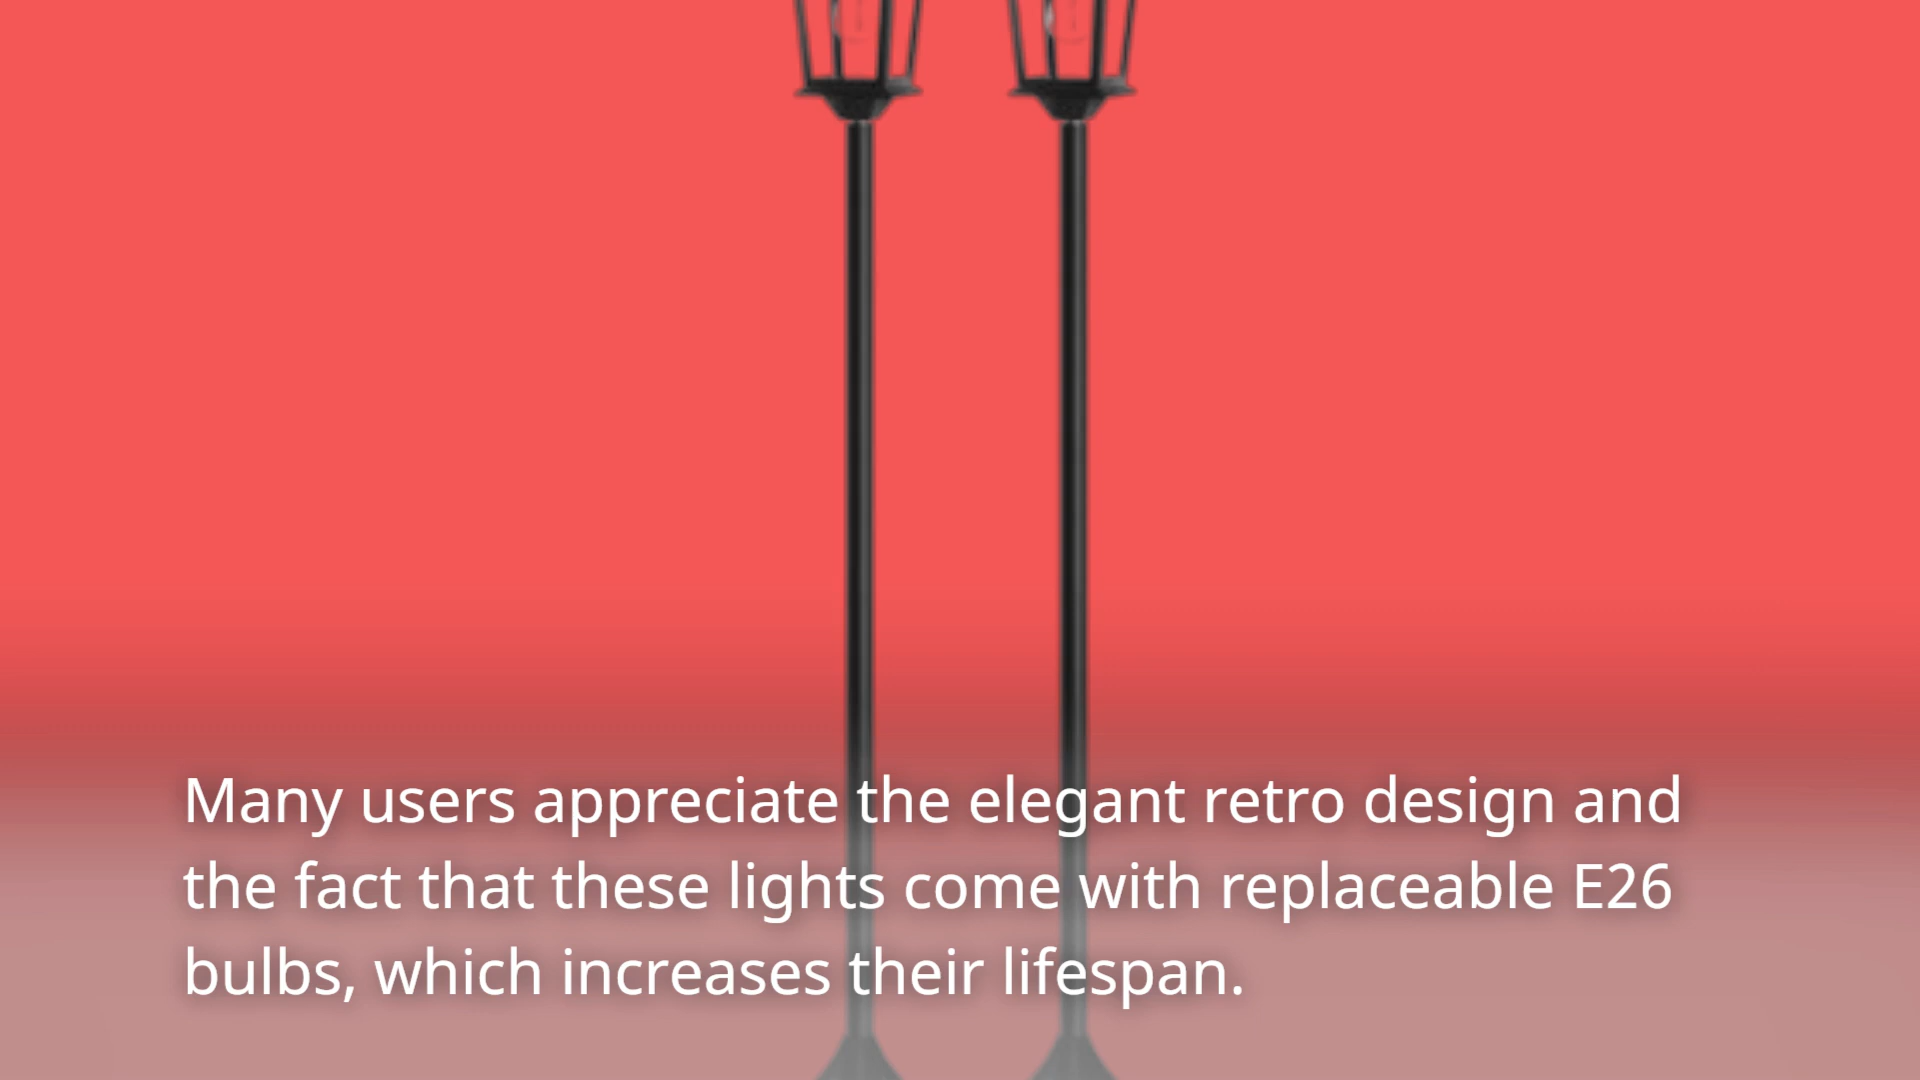 Many users appreciate the elegant retro design and
the fact that these lights come with replaceable E26
bulbs, which increases their lifespan.